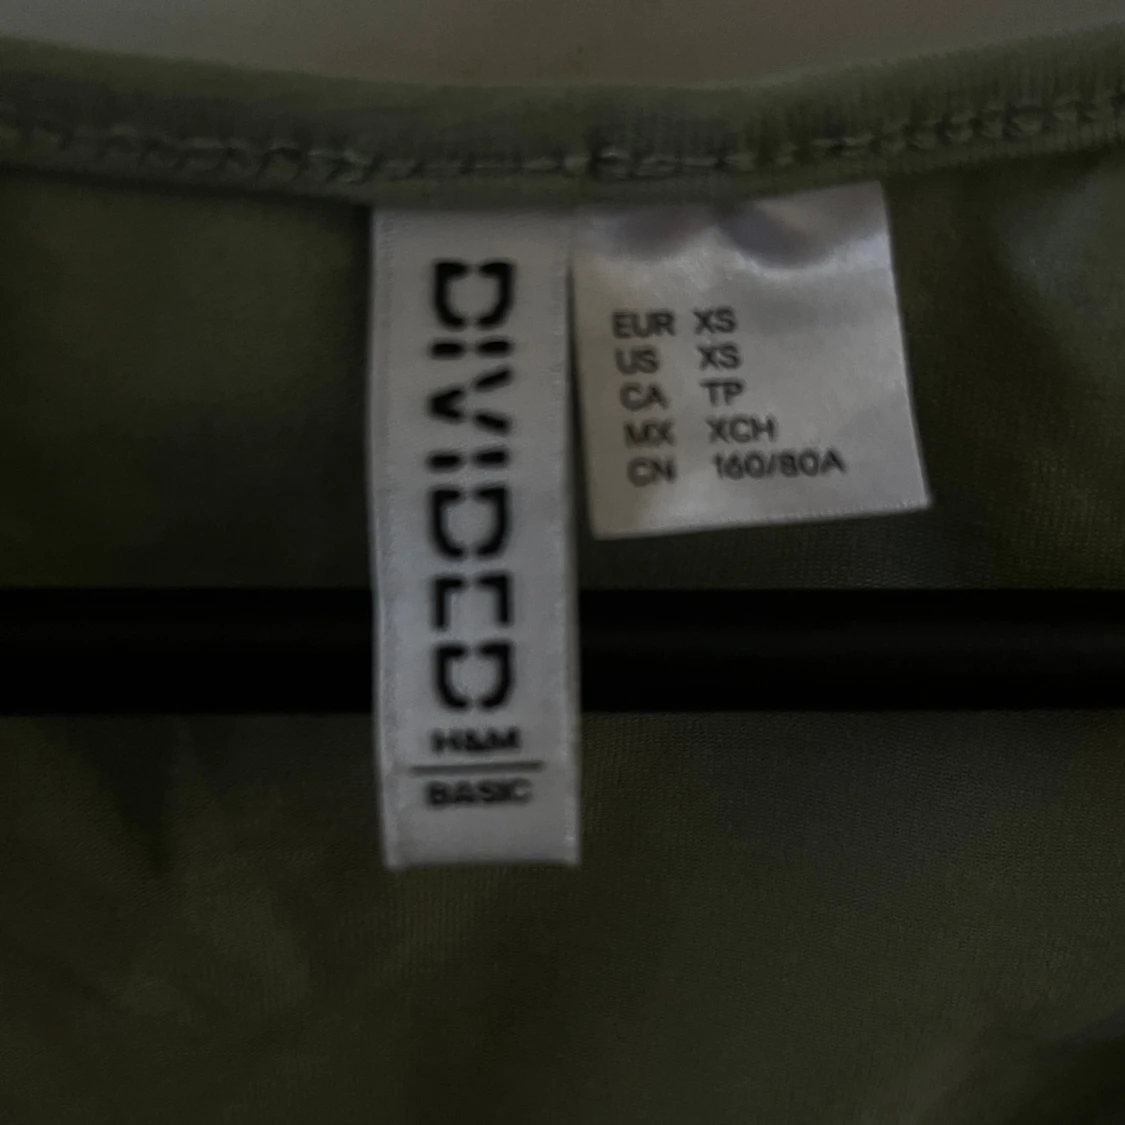 DIVIDED
H&M
BASIC
EUR XS
US XS
CA TP
MX XCH
CN 160/80A